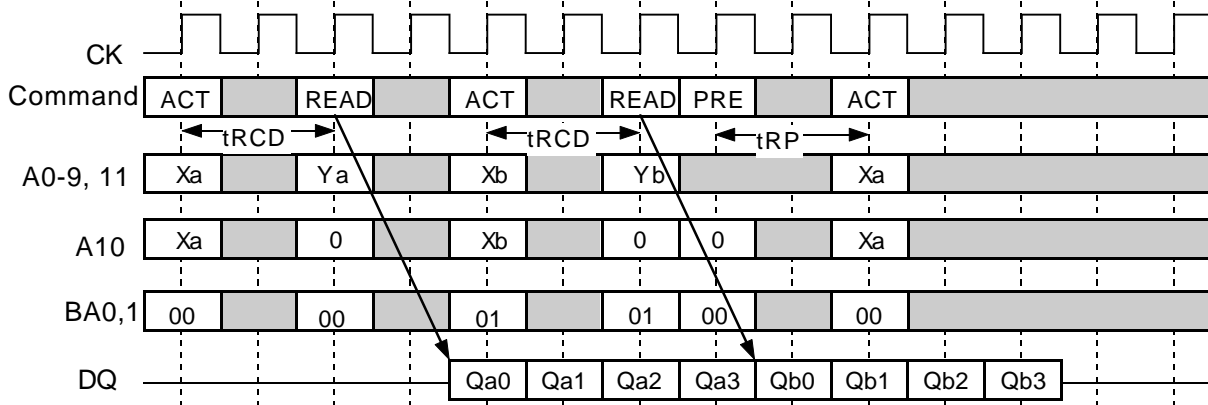 CK
Command ACT READ ACT READ PRE ACT
tRCD tRCD tRP
A0-9, 11 Xa Ya Xb Yb Xa
A10 Xa 0 Xb 0 0 Xa
BA0,1 00 00 01 01 00 00
DQ Qa0 Qa1 Qa2 Qa3 Qb0 Qb1 Qb2 Qb3